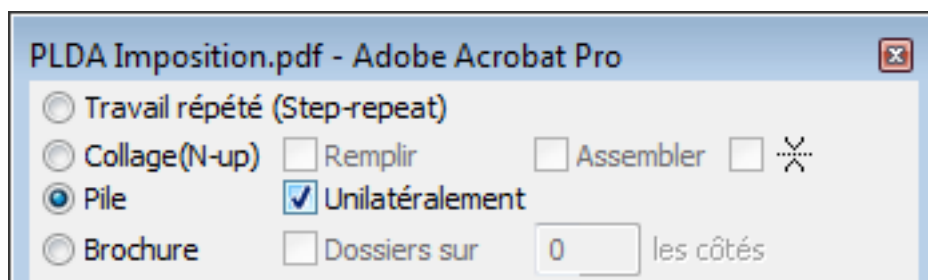 PLDA Imposition.pdf - Adobe Acrobat Pro
Travail répété (Step-repeat)
Collage(N-up) Remplir Assembler
Pile Unilatéralement
Brochure Dossiers sur 0 les côtés